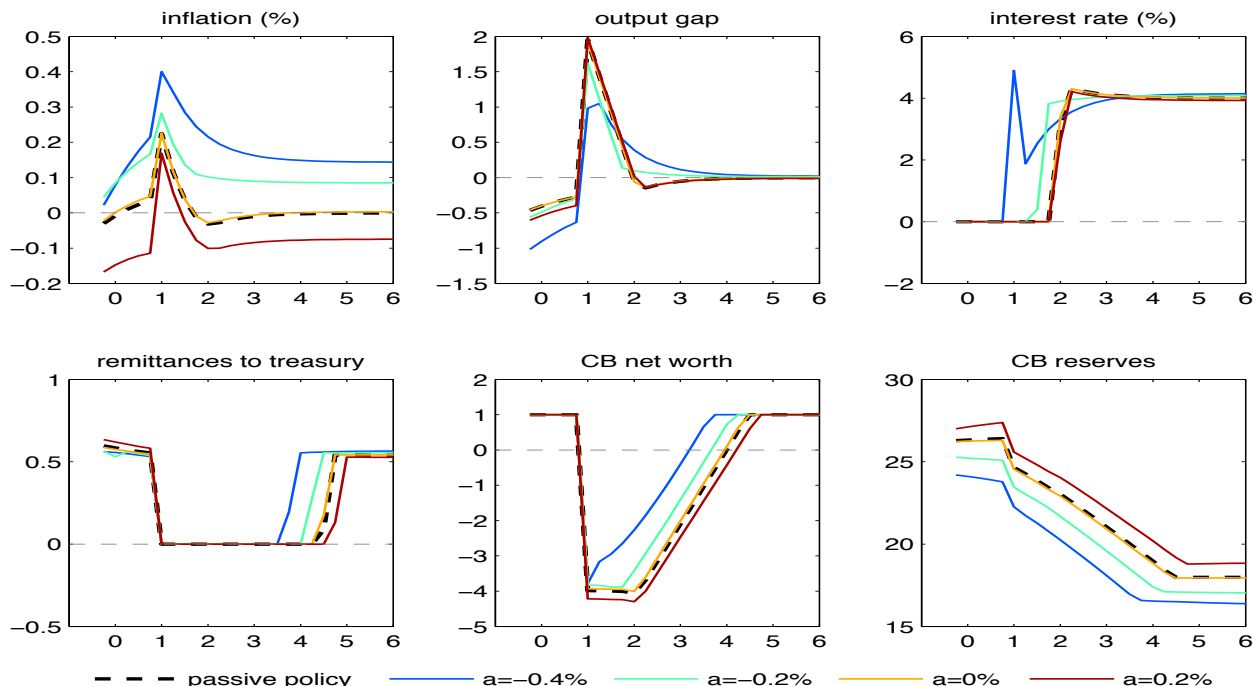 inflation (%)
output gap
interest rate (%)
0.5
0.4
0.3
0.2
0.1
0
−0.1
−0.2
0 1 2 3 4 5 6
2
1.5
1
0.5
0
−0.5
−1
−1.5
0 1 2 3 4 5 6
6
4
2
0
−2
0 1 2 3 4 5 6
remittances to treasury
CB net worth
CB reserves
1
0.5
0
−0.5
0 1 2 3 4 5 6
2
1
0
−1
−2
−3
−4
−5
0 1 2 3 4 5 6
30
25
20
15
0 1 2 3 4 5 6
passive policy a=−0.4% a=−0.2% a=0% a=0.2%